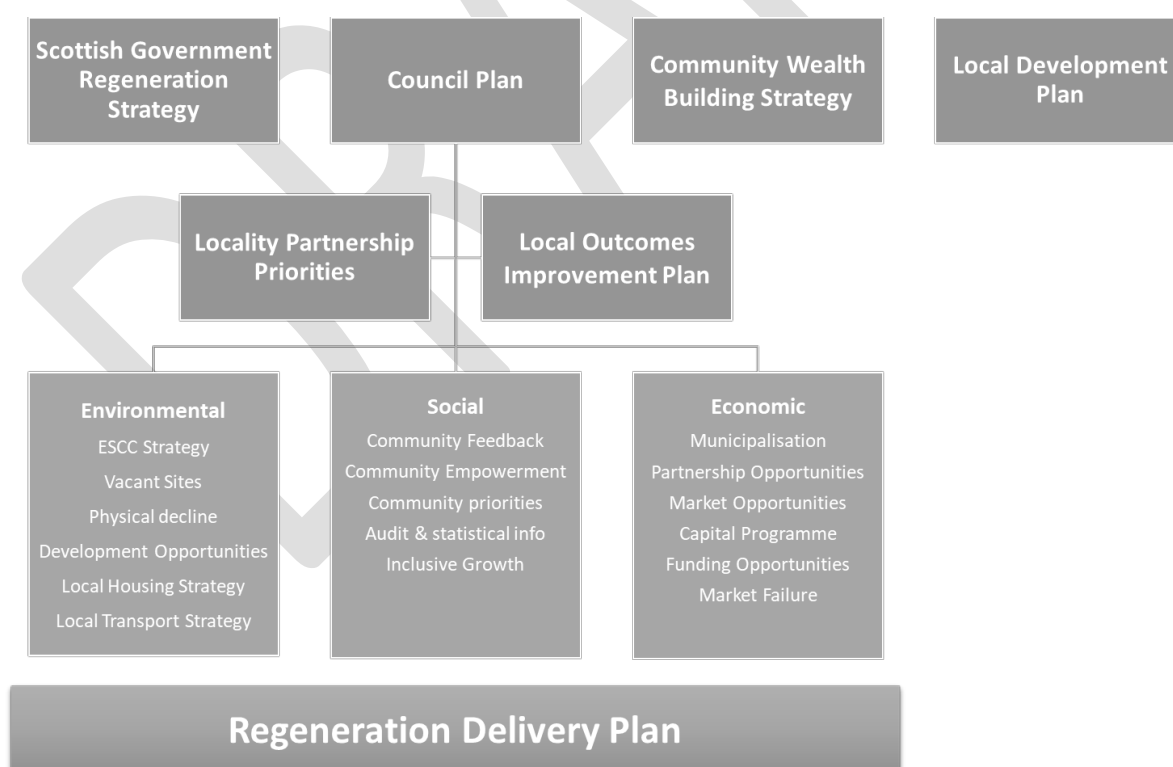 Scottish Government
Regeneration
Strategy
Council Plan
Community Wealth
Building Strategy
Local Development
Plan
Locality Partnership
Priorities
Local Outcomes
Improvement Plan
Environmental
ESCC Strategy
Vacant Sites
Physical decline
Development Opportunities
Local Housing Strategy
Local Transport Strategy
Social
Community Feedback
Community Empowerment
Community priorities
Audit & statistical info
Inclusive Growth
Economic
Municipalisation
Partnership Opportunities
Market Opportunities
Capital Programme
Funding Opportunities
Market Failure
Regeneration Delivery Plan